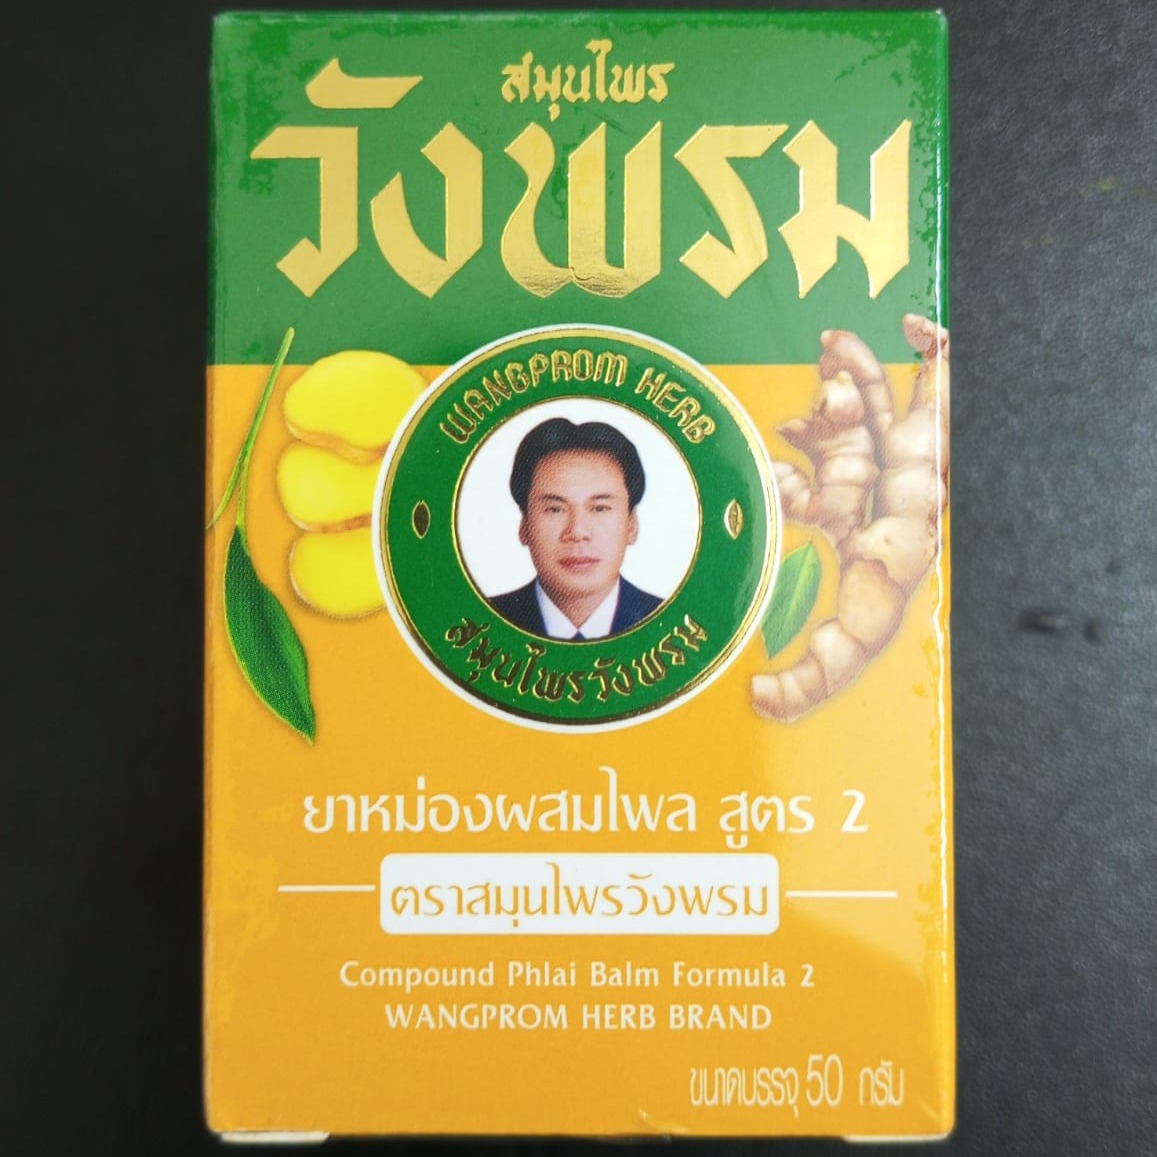 สมุนไพร
วังพรม
WANGPROM HERB
สมุนไพรวังพรม
ยาหม่องผสมไพล สูตร 2
ตราสมุนไพรวังพรม
Compound Phlai Balm Formula 2
WANGPROM HERB BRAND
ขนาดบรรจุ 50 กรัม